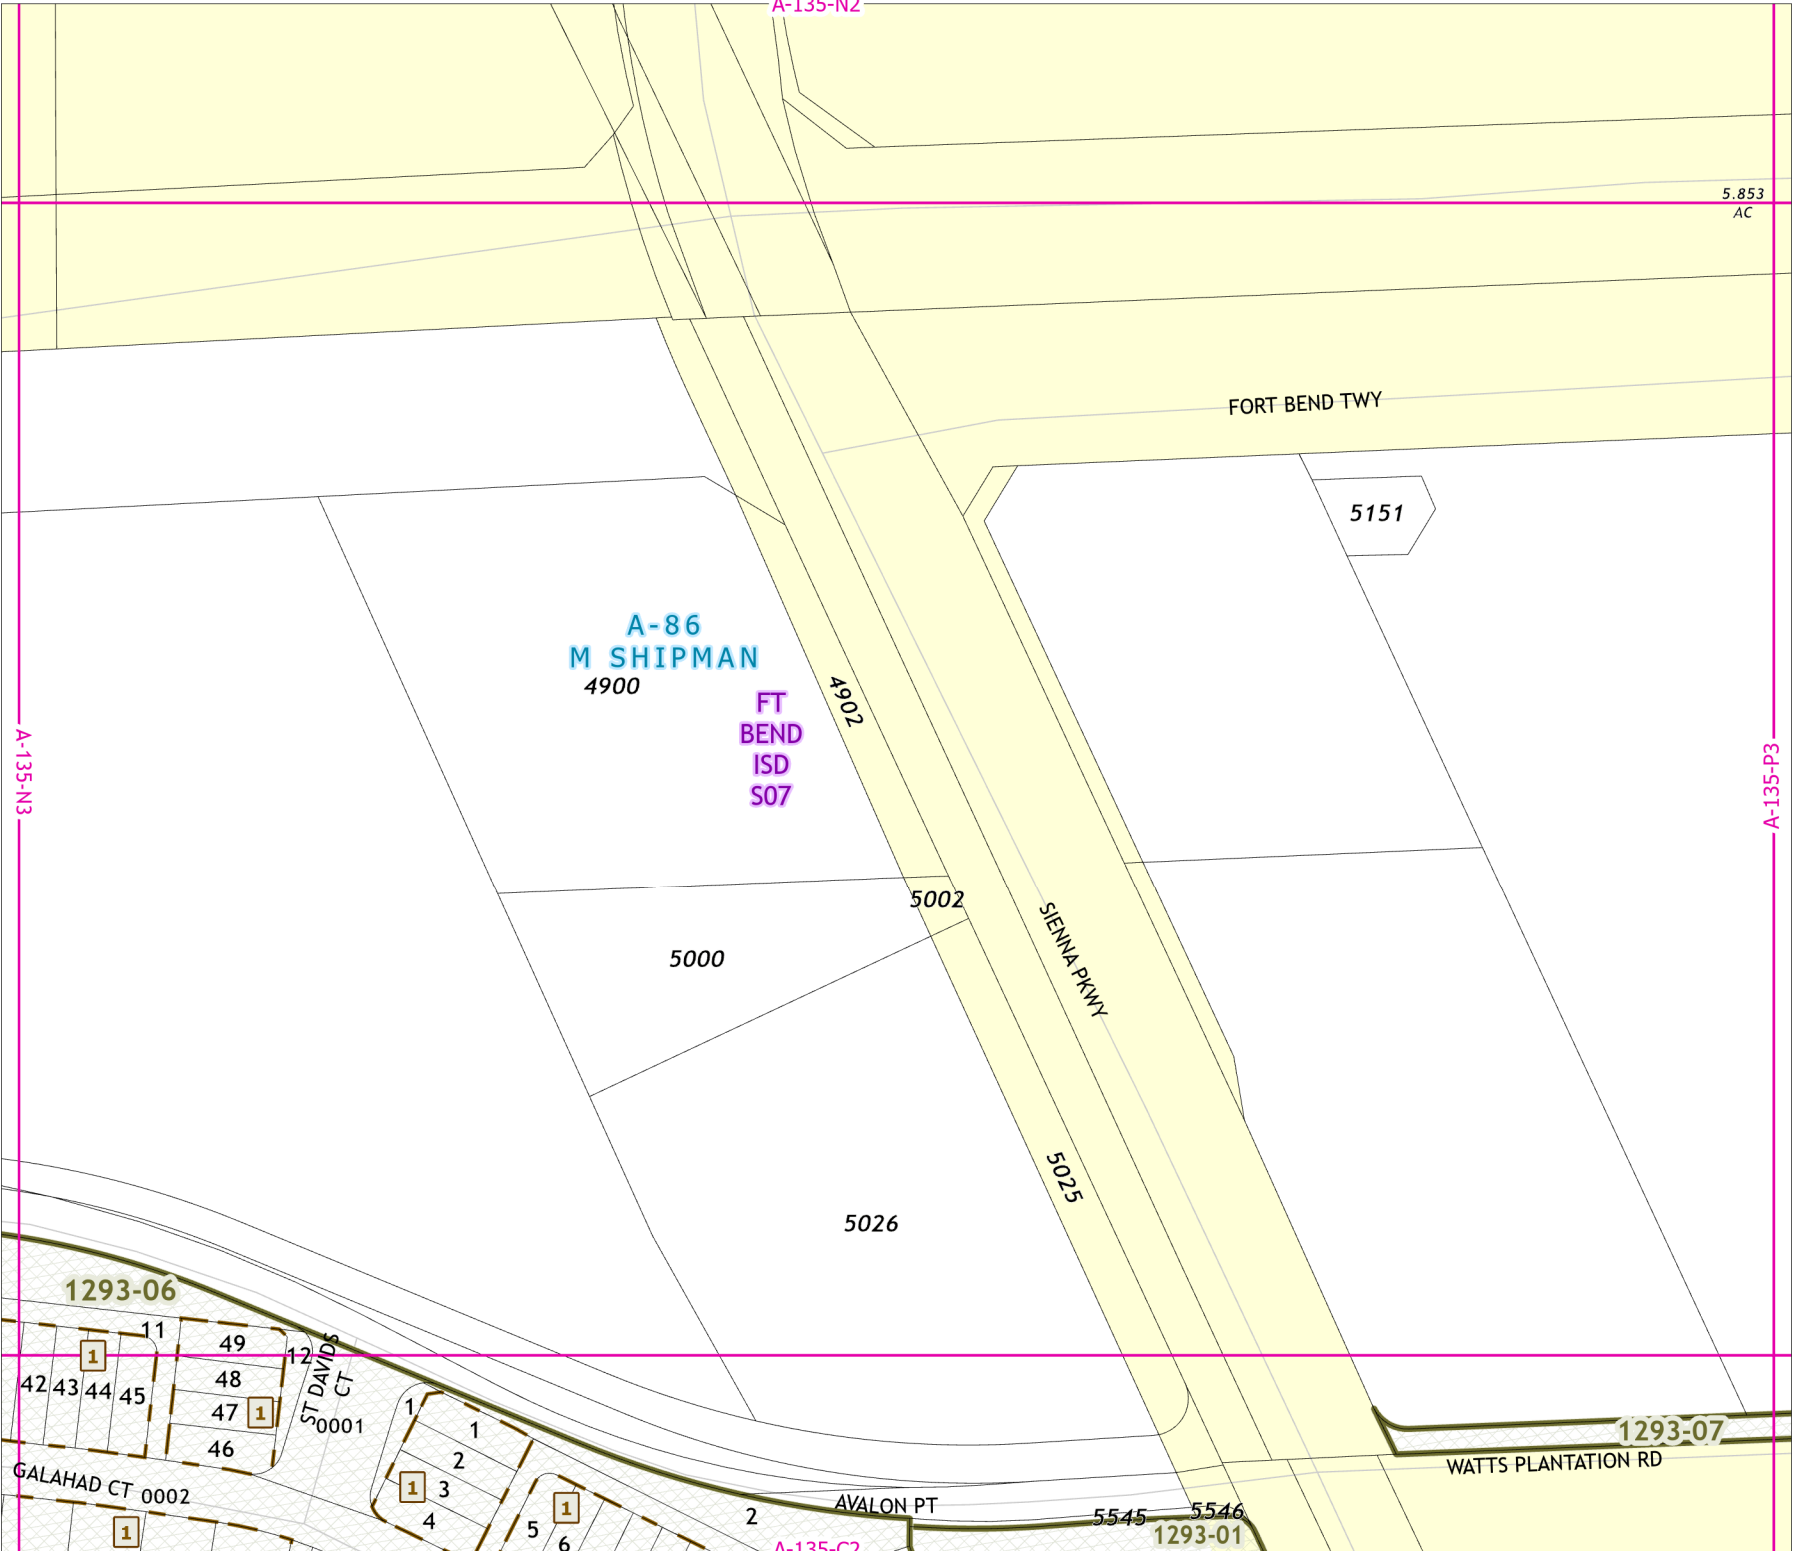 A-135-N2
5.853
AC
FORT BEND TWY
5151
A-86
M SHIPMAN
4900
FT
BEND
ISD
S07
4902
A-135-N3
A-135-P3
5002
5000
SIENNA PKWY
5025
5026
1293-06
11
49
12
1
48
42
43
44
45
47
1
46
ST DAVIDS
CT
0001
1
1
2
1
3
4
GALAHAD CT 0002
1
1
5
6
2
AVALON PT
5545
5546
1293-01
1293-07
WATTS PLANTATION RD
A-135-C2